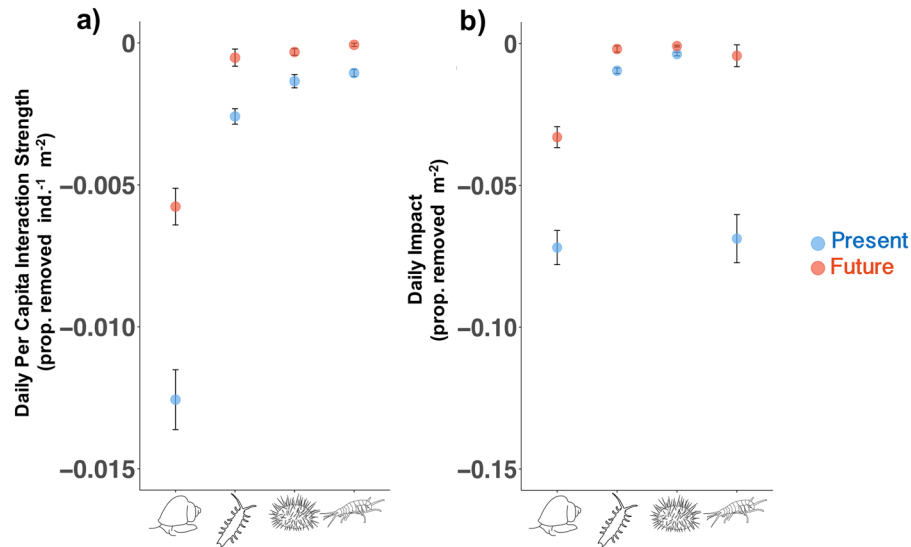 a)
Daily Per Capita Interaction Strength
(prop. removed ind.-1 m-2)
0
−0.005
−0.010
−0.015
b)
Daily Impact
(prop. removed m-2)
0
−0.05
−0.10
−0.15
Present
Future